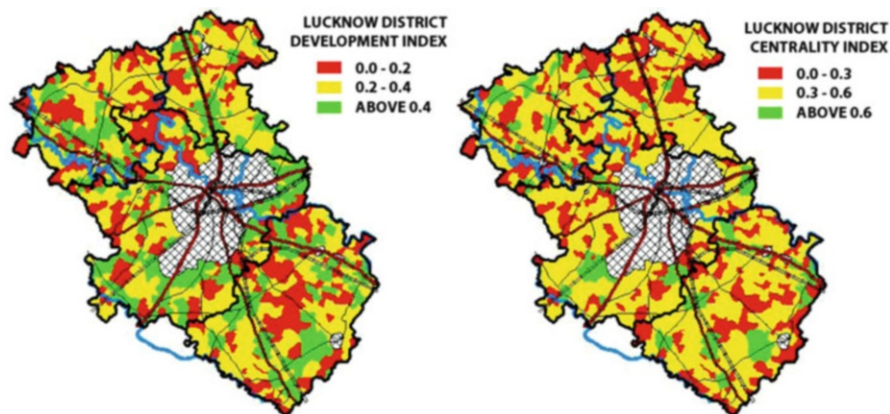 LUCKNOW DISTRICT
DEVELOPMENT INDEX
0.0 - 0.2
0.2 - 0.4
ABOVE 0.4
LUCKNOW DISTRICT
CENTRALITY INDEX
0.0 - 0.3
0.3 - 0.6
ABOVE 0.6